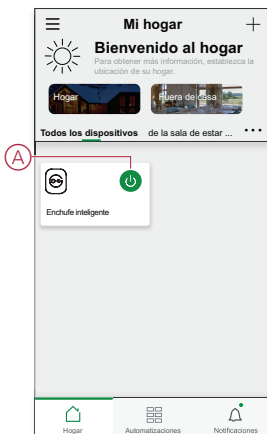 Mi hogar
Bienvenido al hogar
Para obtener más información, establezca la
ubicación de su hogar.
Hogar
Fuera de casa
Todos los dispositivos de la sala de estar ...
A
Enchufe inteligente
Hogar
Automatizaciones
Notificaciones